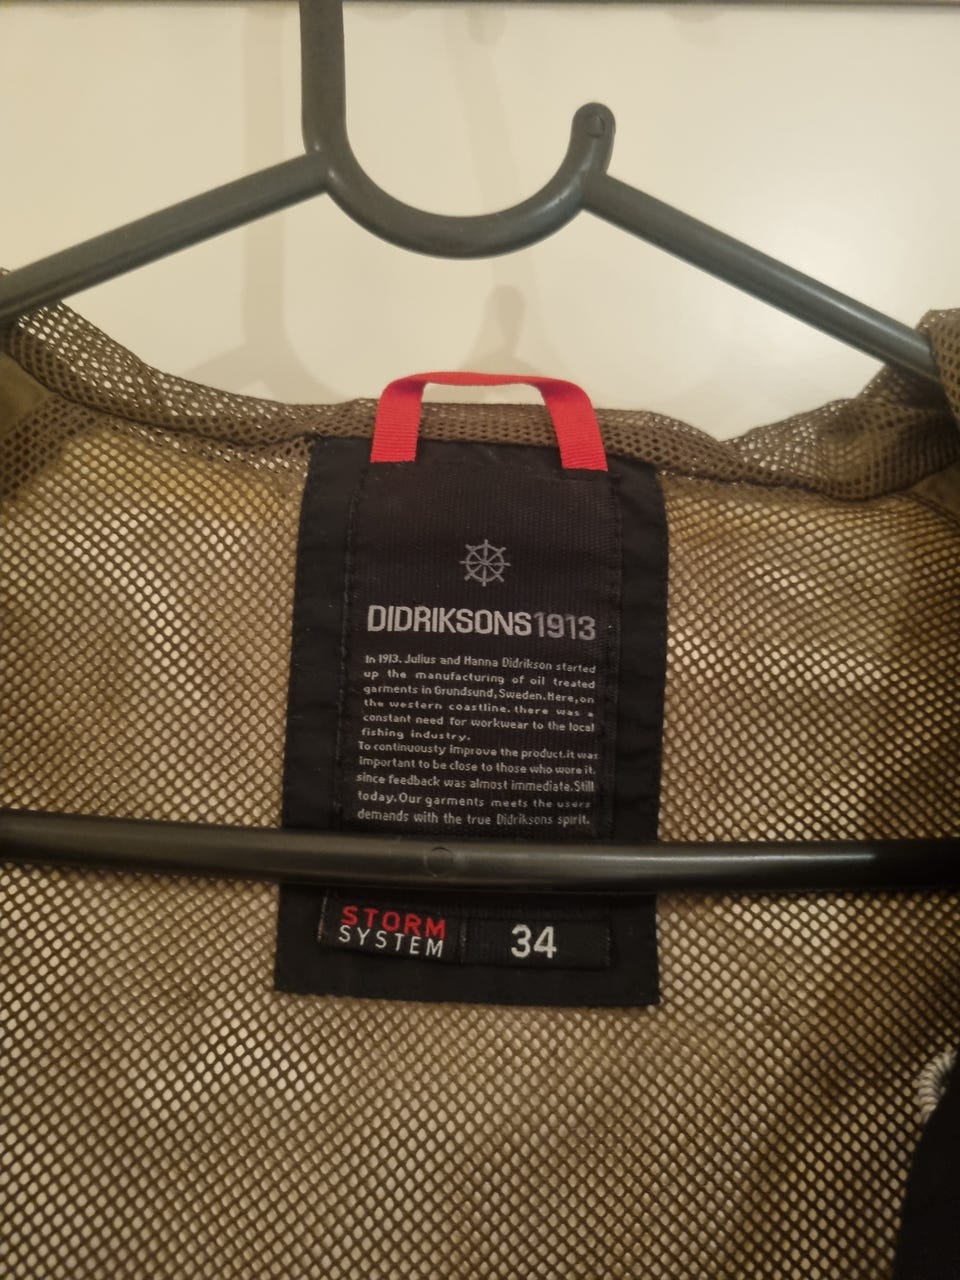 DIDRIKSONS1913
In 1913. Julius and Hanna Didrikson started
up the manufacturing of oil treated
garments in Grundsund, Sweden. Here, on
the western coastline. there was a
constant need for workwear to the local
fishing industry.
To continuously improve the product. it was
important to be close to those who wore it.
since feedback was almost immediate. Still
today. Our garments meets the users
demands with the true Didriksons spirit.
STORM
SYSTEM
34